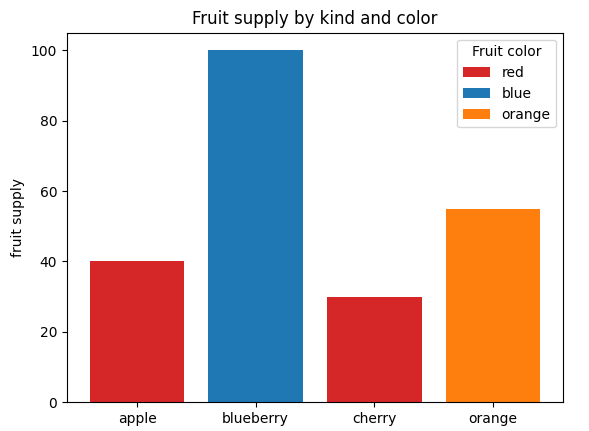 Fruit supply by kind and color
Fruit color
red
blue
orange
fruit supply
100
80
60
40
20
0
apple blueberry cherry orange